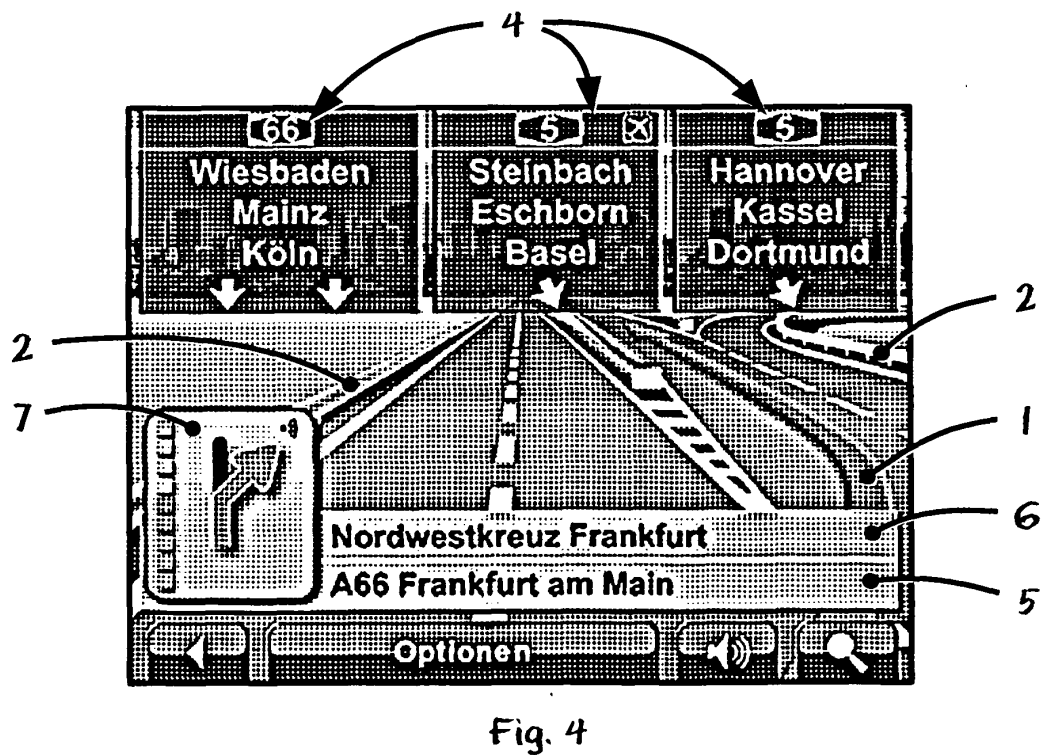 4
66 5 5
Wiesbaden Steinbach Hannover
Mainz Eschborn Kassel
Köln Basel Dortmund
2
2
7
1
Nordwestkreuz Frankfurt
6
A66 Frankfurt am Main
5
Optionen
Fig. 4